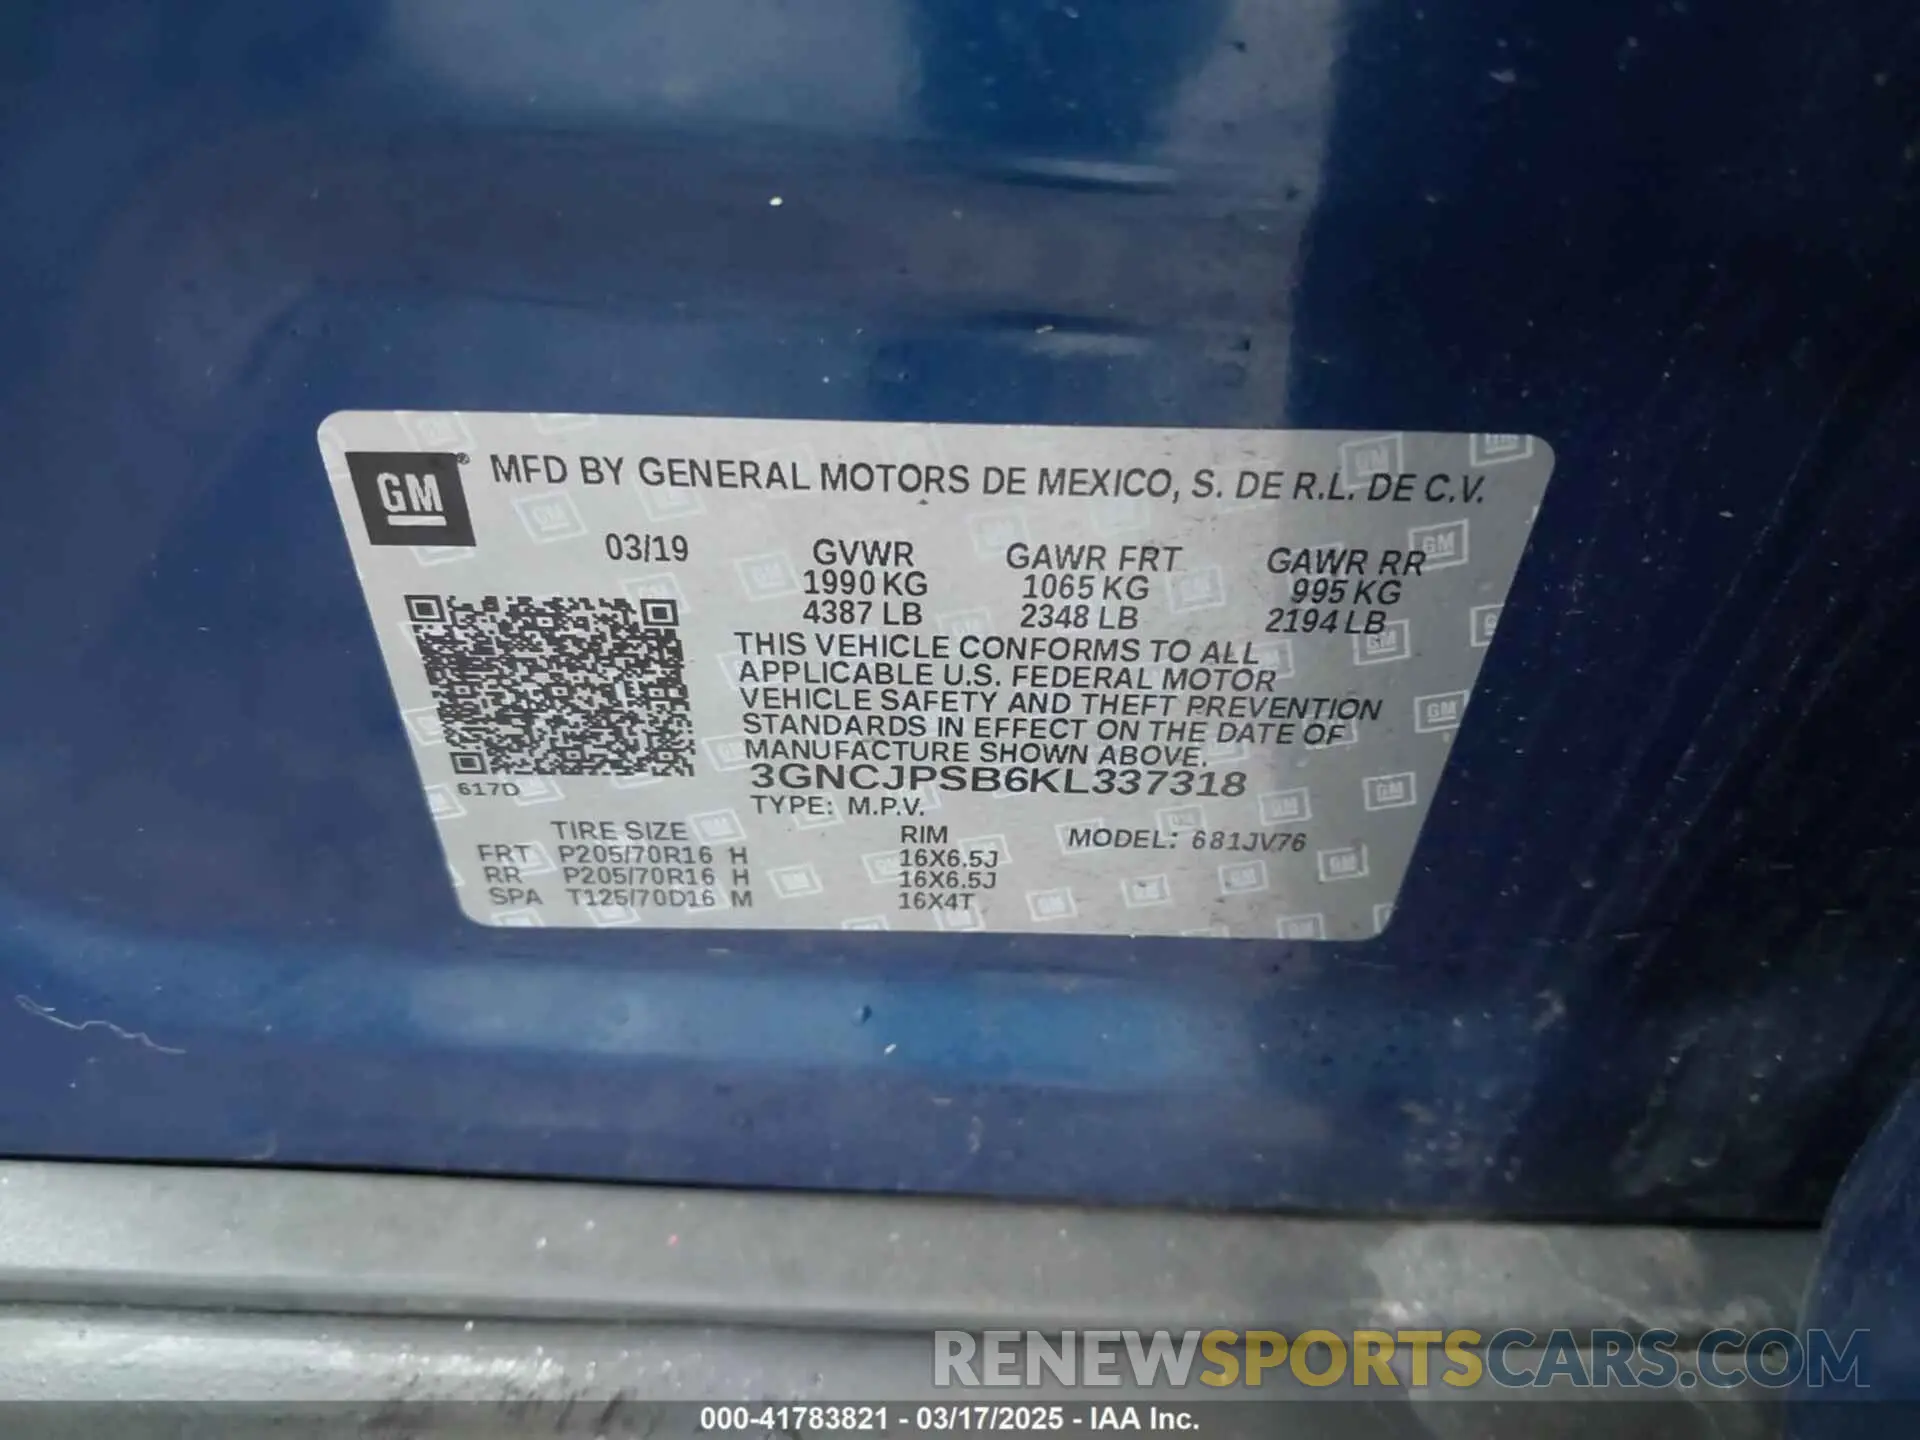 GM® MFD BY GENERAL MOTORS DE MEXICO, S. DE R.L. DE C.V.
03/19 GVWR GAWR FRT GAWR RR
1990 KG 1065 KG 995 KG
4387 LB 2348 LB 2194 LB
THIS VEHICLE CONFORMS TO ALL
APPLICABLE U.S. FEDERAL MOTOR
VEHICLE SAFETY AND THEFT PREVENTION
STANDARDS IN EFFECT ON THE DATE OF
MANUFACTURE SHOWN ABOVE.
3GNCJPSB6KL337318
617D
TYPE: M.P.V.
TIRE SIZE RIM MODEL: 681JV76
FRT P205/70R16 H 16X6.5J
RR P205/70R16 H 16X6.5J
SPA T125/70D16 M 16X4T
RENEWSPORTSCARS.COM
000-41783821 - 03/17/2025 - IAA Inc.